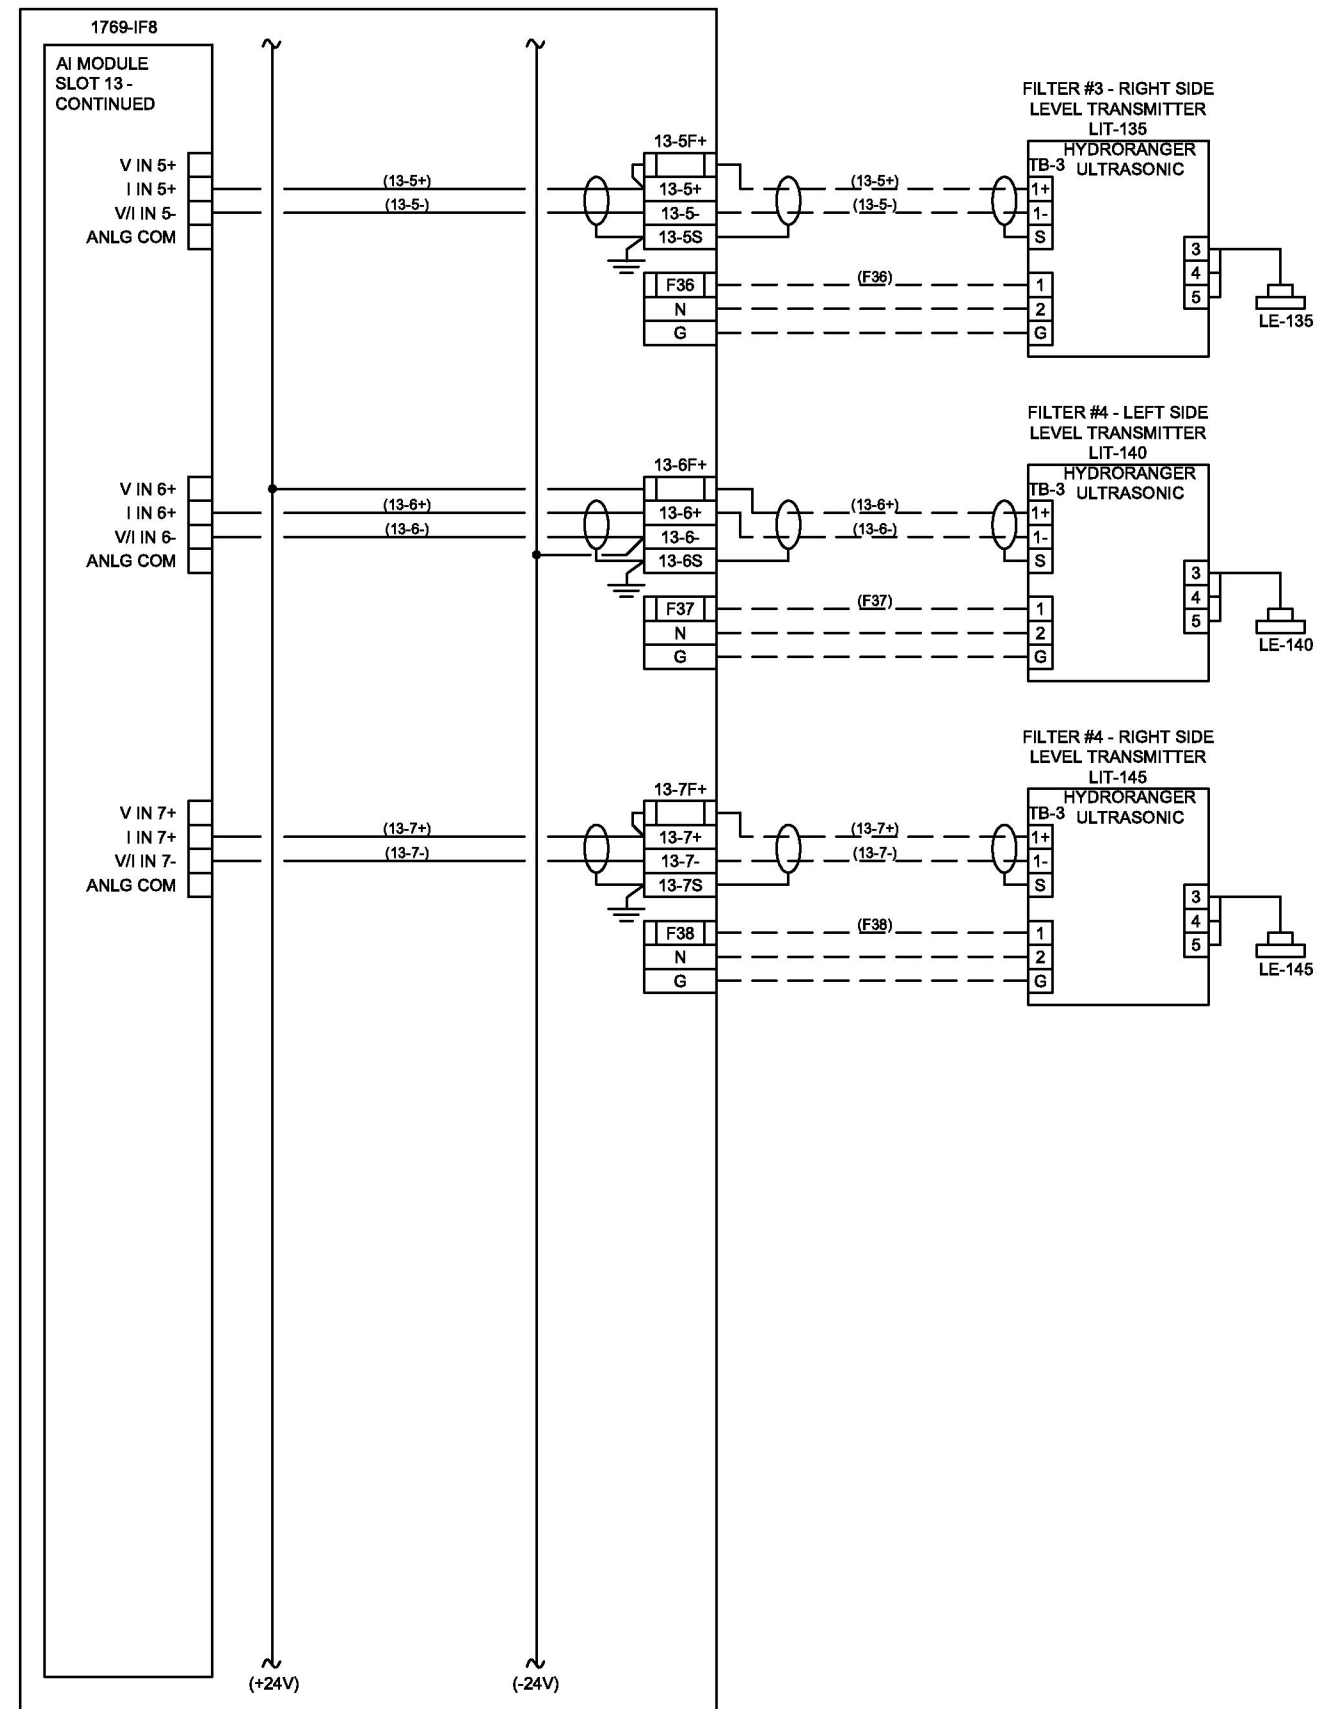 1769-IF8
AI MODULE
SLOT 13 -
CONTINUED
FILTER #3 - RIGHT SIDE
LEVEL TRANSMITTER
LIT-135
HYDRORANGER
ULTRASONIC
TB-3
13-5F+
V IN 5+
I IN 5+
(13-5+)
13-5+
(13-5+)
1+
V/I IN 5-
(13-5-)
13-5-
(13-5-)
1-
ANLG COM
13-5S
S
3
4
5
LE-135
F36
(F36)
1
N
2
G
G
FILTER #4 - LEFT SIDE
LEVEL TRANSMITTER
LIT-140
HYDRORANGER
ULTRASONIC
TB-3
13-6F+
V IN 6+
I IN 6+
(13-6+)
13-6+
(13-6+)
1+
V/I IN 6-
(13-6-)
13-6-
(13-6-)
1-
ANLG COM
13-6S
S
3
4
5
LE-140
F37
(F37)
1
N
2
G
G
FILTER #4 - RIGHT SIDE
LEVEL TRANSMITTER
LIT-145
HYDRORANGER
ULTRASONIC
TB-3
13-7F+
V IN 7+
I IN 7+
(13-7+)
13-7+
(13-7+)
1+
V/I IN 7-
(13-7-)
13-7-
(13-7-)
1-
ANLG COM
13-7S
S
3
4
5
LE-145
F38
(F38)
1
N
2
G
G
(+24V)
(-24V)